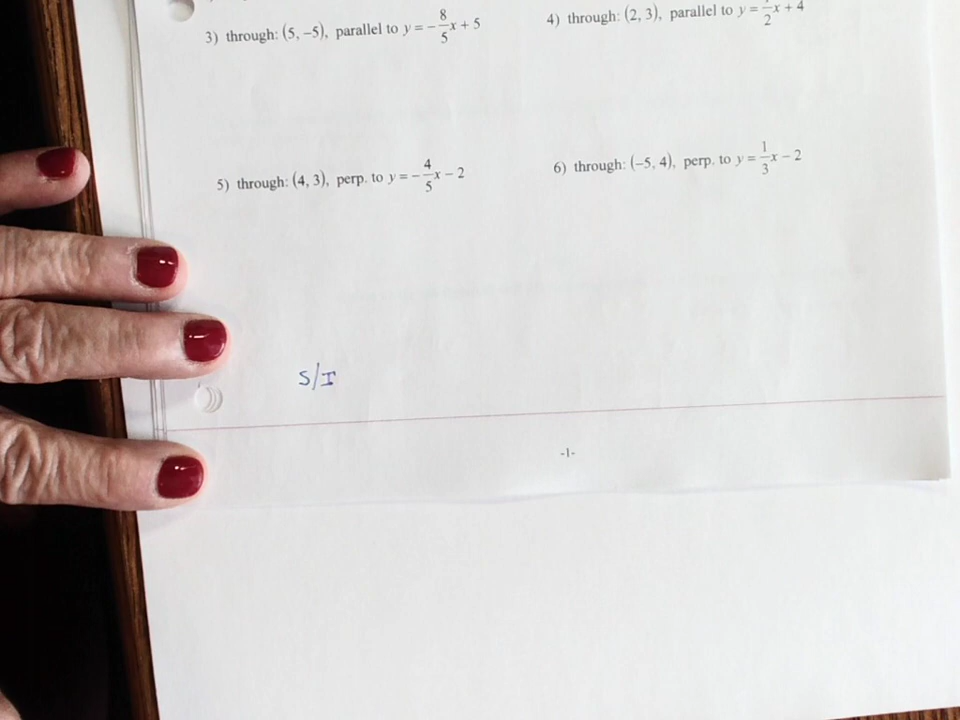 3) through: (5, –5), parallel to y = –8/5x + 5
4) through: (2, 3), parallel to y = /2x + 4
5) through: (4, 3), perp. to y = –4/5x – 2
6) through: (–5, 4), perp. to y = 1/3x – 2
S/I
-1-